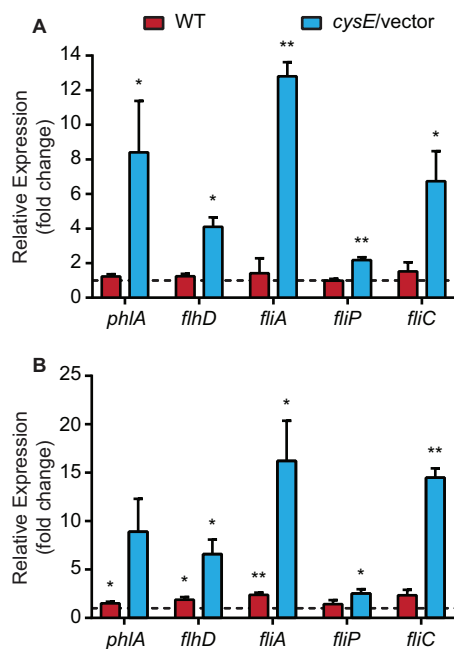 WT cysE/vector
A
Relative Expression
(fold change)
14
12
10
8
6
4
2
0
* * ** ** *
phlA flhD fliA fliP fliC
B
Relative Expression
(fold change)
25
20
15
10
5
0
* * * ** * * **
phlA flhD fliA fliP fliC